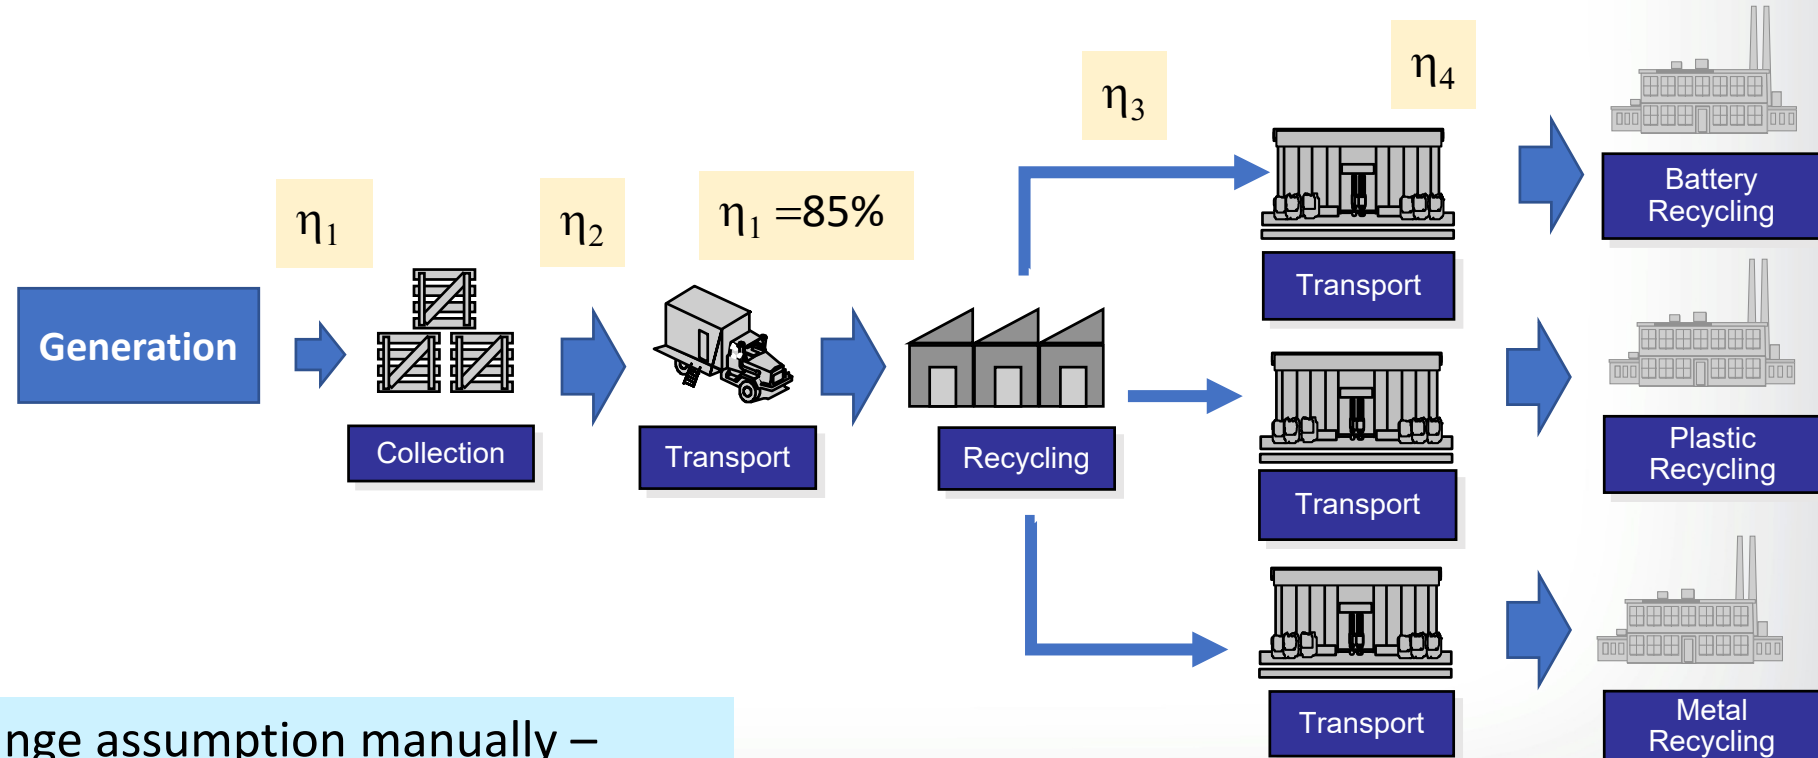 η4
η3
Battery
Recycling
η1
η2
η1 =85%
Transport
Generation
Collection
Transport
Recycling
Plastic
Recycling
Transport
Metal
Recycling
Transport
nge assumption manually –